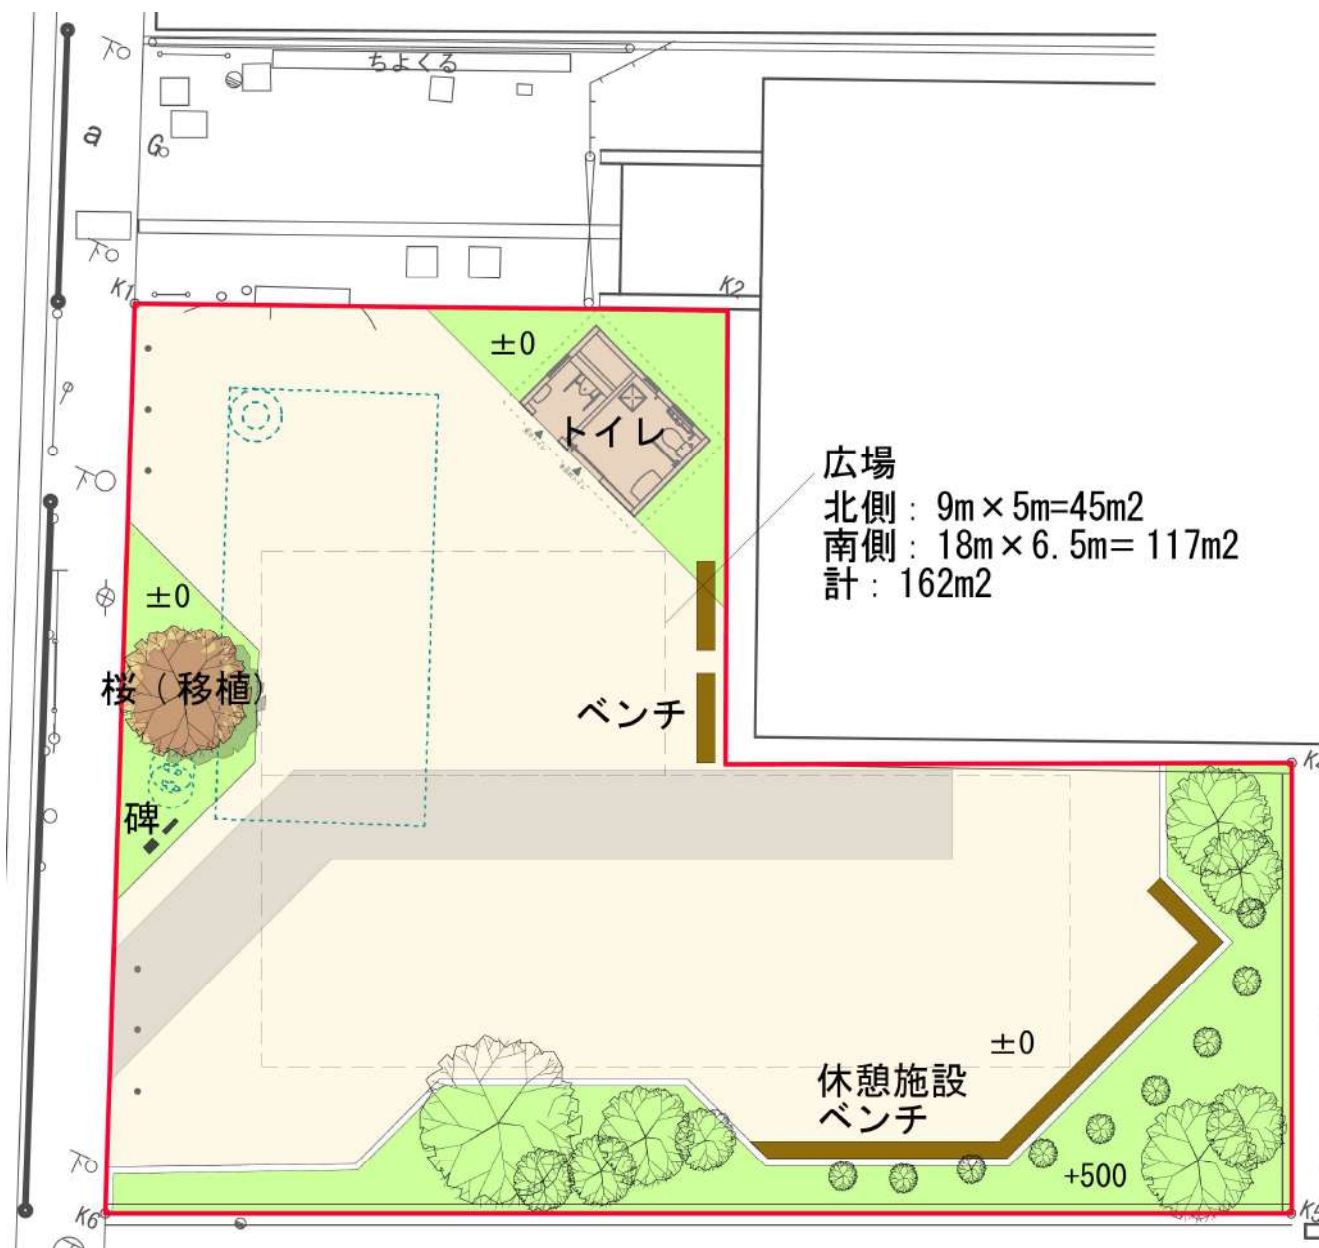 ちよくる
a
G
K1
K2
±0
トイレ
広場
北側：9m×5m=45m2
南側：18m×6.5m＝117m2
計：162m2
±0
桜（移植）
ベンチ
碑
±0
休憩施設
ベンチ
+500
K6
K5